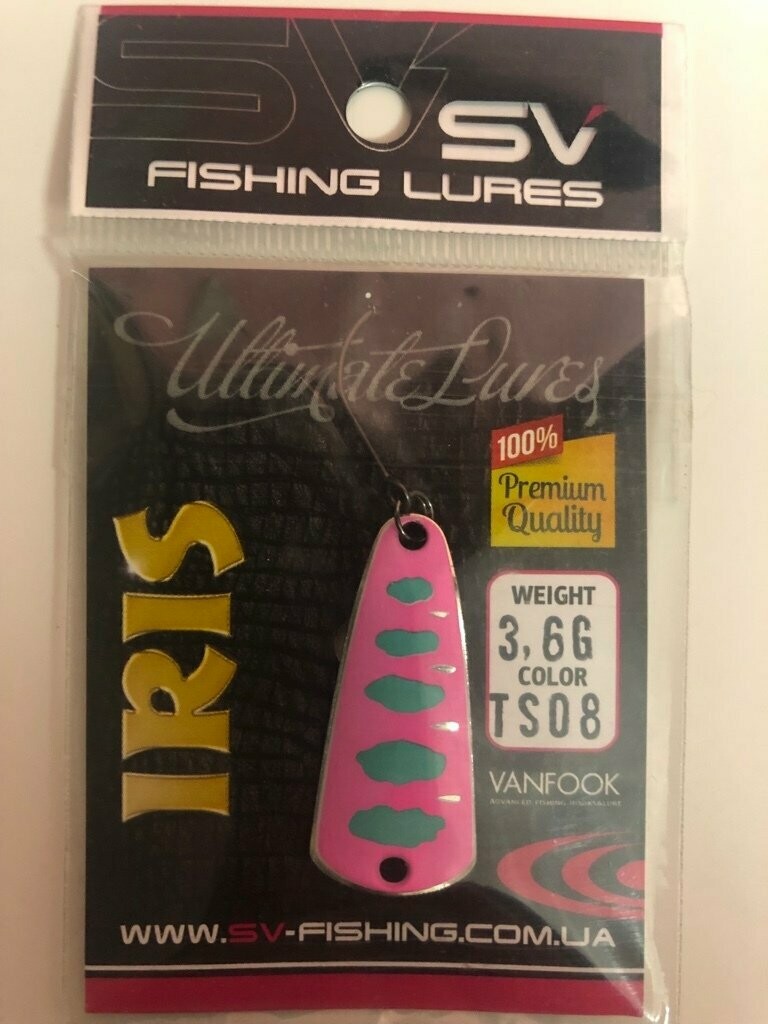 SV
SV
FISHING LURES
Ultimate Lures
100%
Premium
Quality
IRIS
WEIGHT
3,6G
COLOR
TS08
VANFOOK
WWW.SV-FISHING.COM.UA